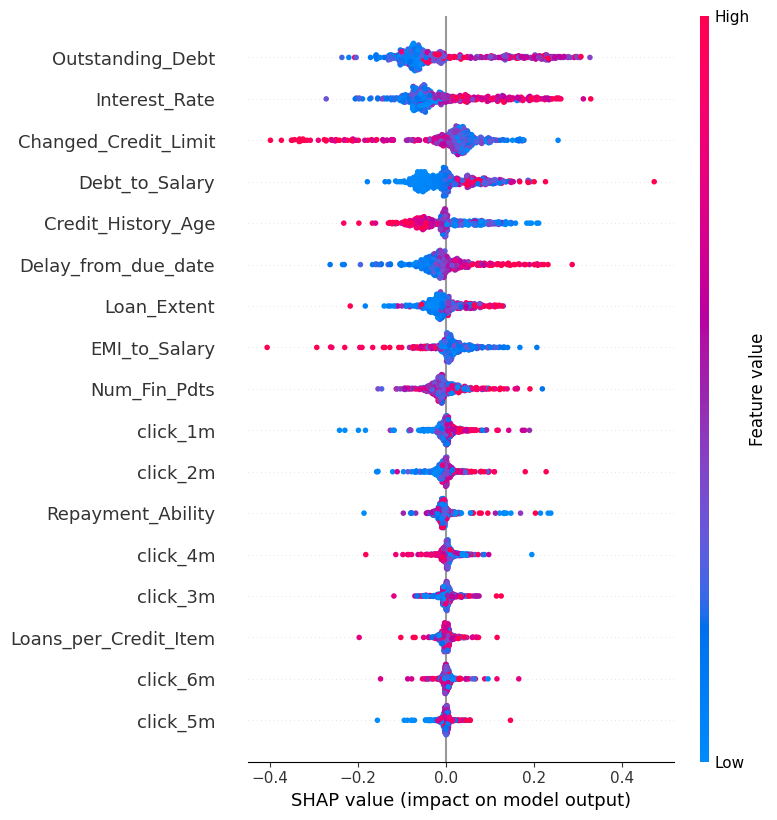 High
Outstanding_Debt
Interest_Rate
Changed_Credit_Limit
Debt_to_Salary
Credit_History_Age
Delay_from_due_date
Loan_Extent
EMI_to_Salary
Num_Fin_Pdts
click_1m
click_2m
Repayment_Ability
click_4m
click_3m
Loans_per_Credit_Item
click_6m
click_5m
Feature value
Low
−0.4 −0.2 0.0 0.2 0.4
SHAP value (impact on model output)